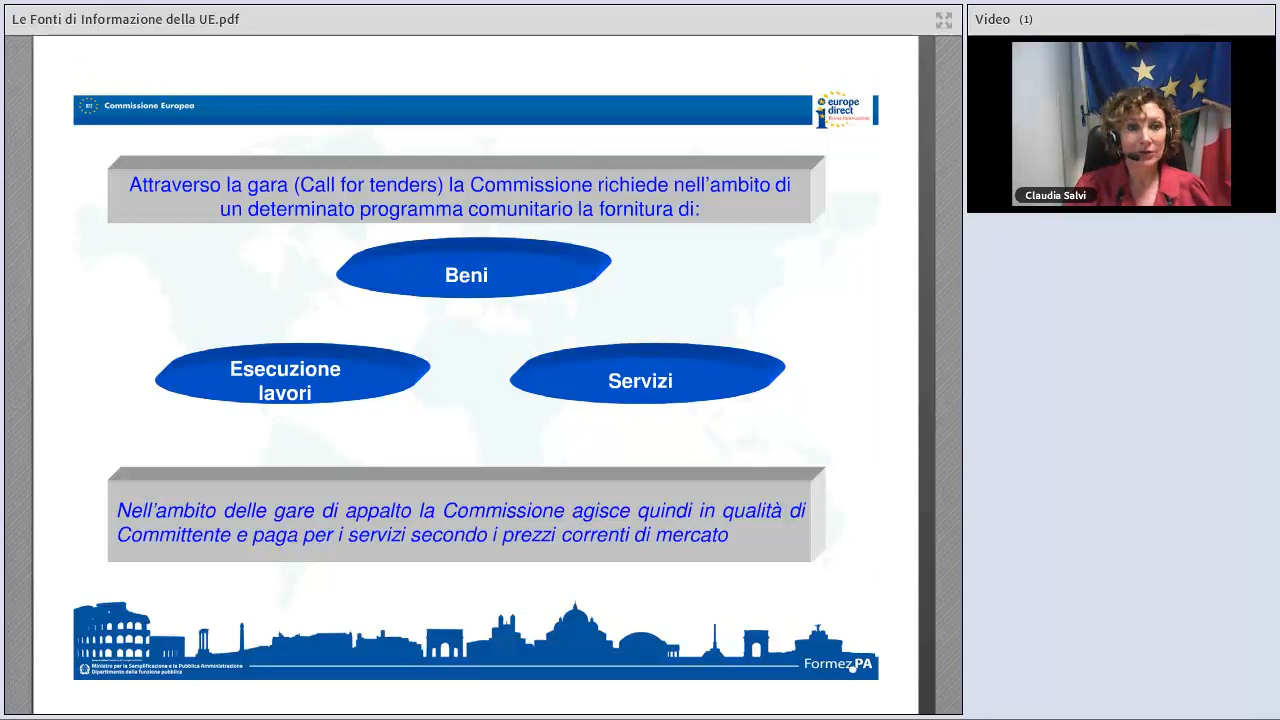 Le Fonti di Informazione della UE.pdf
Video (1)
Commissione Europea
europe
direct
Roma Innovazione
Attraverso la gara (Call for tenders) la Commissione richiede nell'ambito di
un determinato programma comunitario la fornitura di:
Beni
Esecuzione
lavori
Servizi
Nell'ambito delle gare di appalto la Commissione agisce quindi in qualità di
Committente e paga per i servizi secondo i prezzi correnti di mercato
Ministro per la Semplificazione e la Pubblica Amministrazione
Dipartimento della funzione pubblica
FormezPA
Claudia Salvi